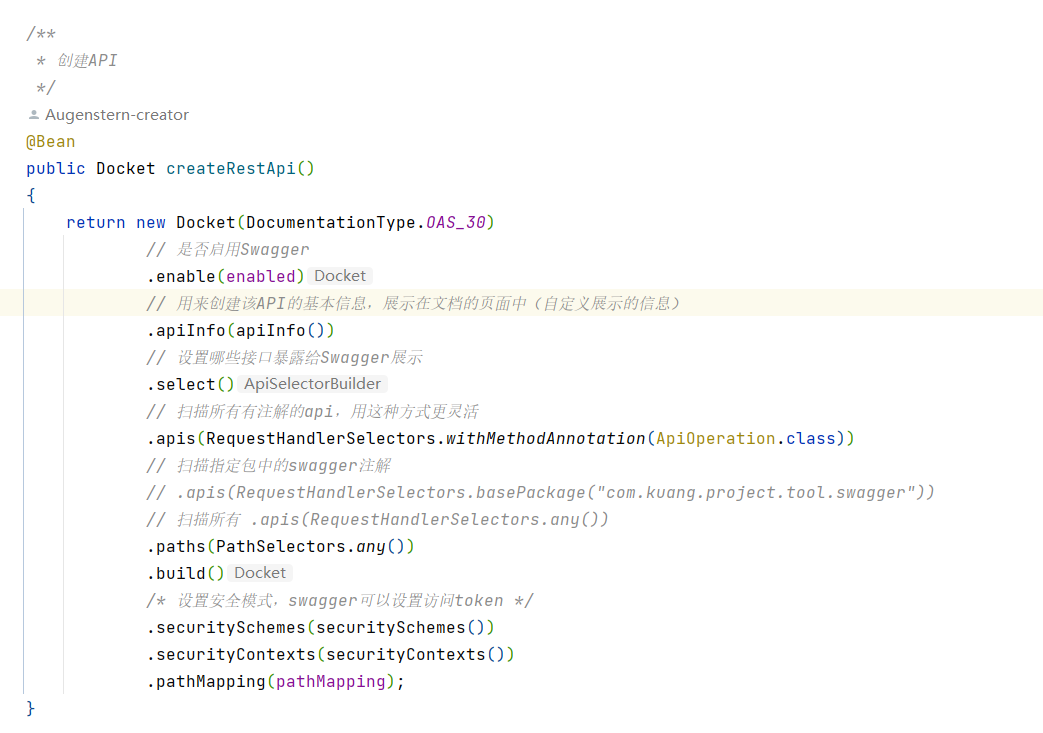 /**
 * 创建API
 */
Augenstern-creator
@Bean
public Docket createRestApi()
{
    return new Docket(DocumentationType.OAS_30)
            // 是否启用Swagger
            .enable(enabled) Docket
            // 用来创建该API的基本信息，展示在文档的页面中（自定义展示的信息）
            .apiInfo(apiInfo())
            // 设置哪些接口暴露给Swagger展示
            .select() ApiSelectorBuilder
            // 扫描所有有注解的api，用这种方式更灵活
            .apis(RequestHandlerSelectors.withMethodAnnotation(ApiOperation.class))
            // 扫描指定包中的swagger注解
            // .apis(RequestHandlerSelectors.basePackage("com.kuang.project.tool.swagger"))
            // 扫描所有 .apis(RequestHandlerSelectors.any())
            .paths(PathSelectors.any())
            .build() Docket
            /* 设置安全模式，swagger可以设置访问token */
            .securitySchemes(securitySchemes())
            .securityContexts(securityContexts())
            .pathMapping(pathMapping);
}